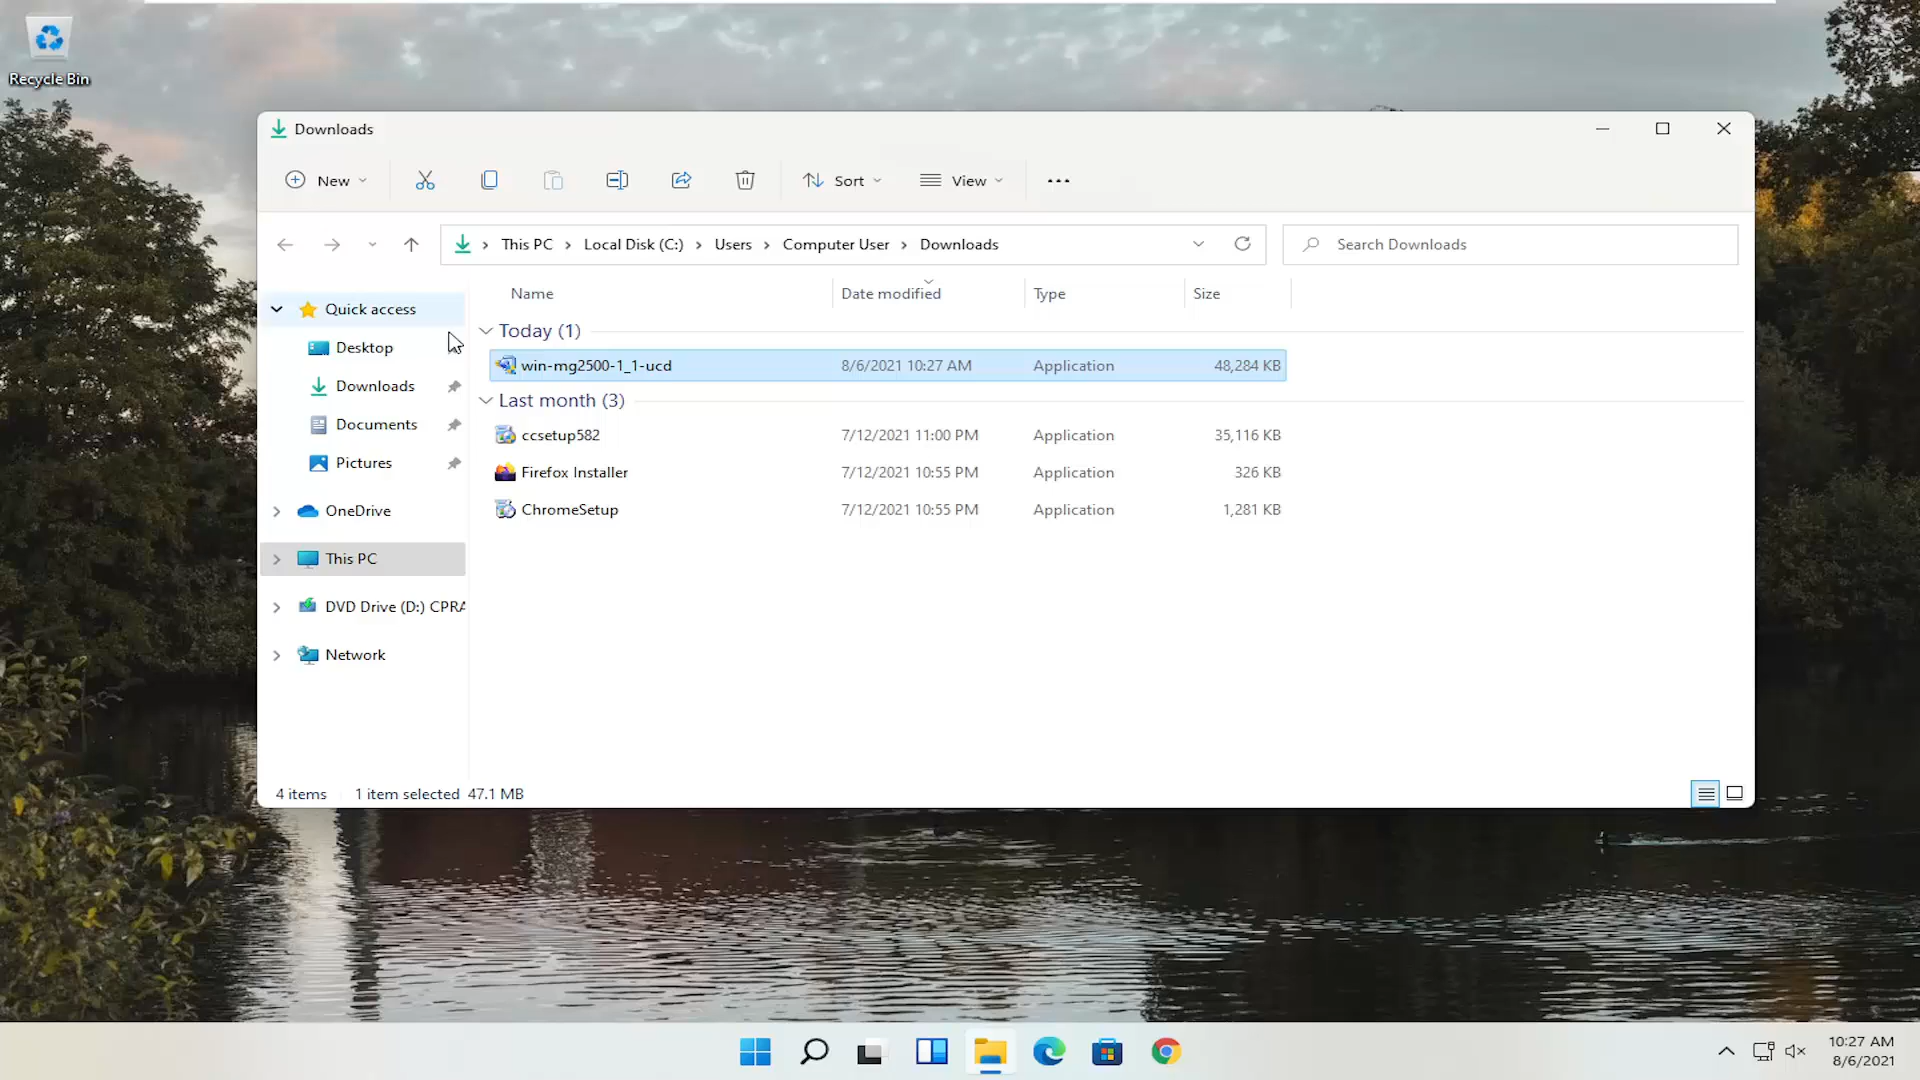 Recycle Bin
Downloads
New
Sort
View
This PC > Local Disk (C:) > Users > Computer User > Downloads
Search Downloads
Name Date modified Type Size
Quick access
Desktop
Downloads
Documents
Pictures
OneDrive
This PC
DVD Drive (D:) CPRA
Network
Today (1)
win-mg2500-1_1-ucd 8/6/2021 10:27 AM Application 48,284 KB
Last month (3)
ccsetup582 7/12/2021 11:00 PM Application 35,116 KB
Firefox Installer 7/12/2021 10:55 PM Application 326 KB
ChromeSetup 7/12/2021 10:55 PM Application 1,281 KB
4 items 1 item selected 47.1 MB
10:27 AM
8/6/2021